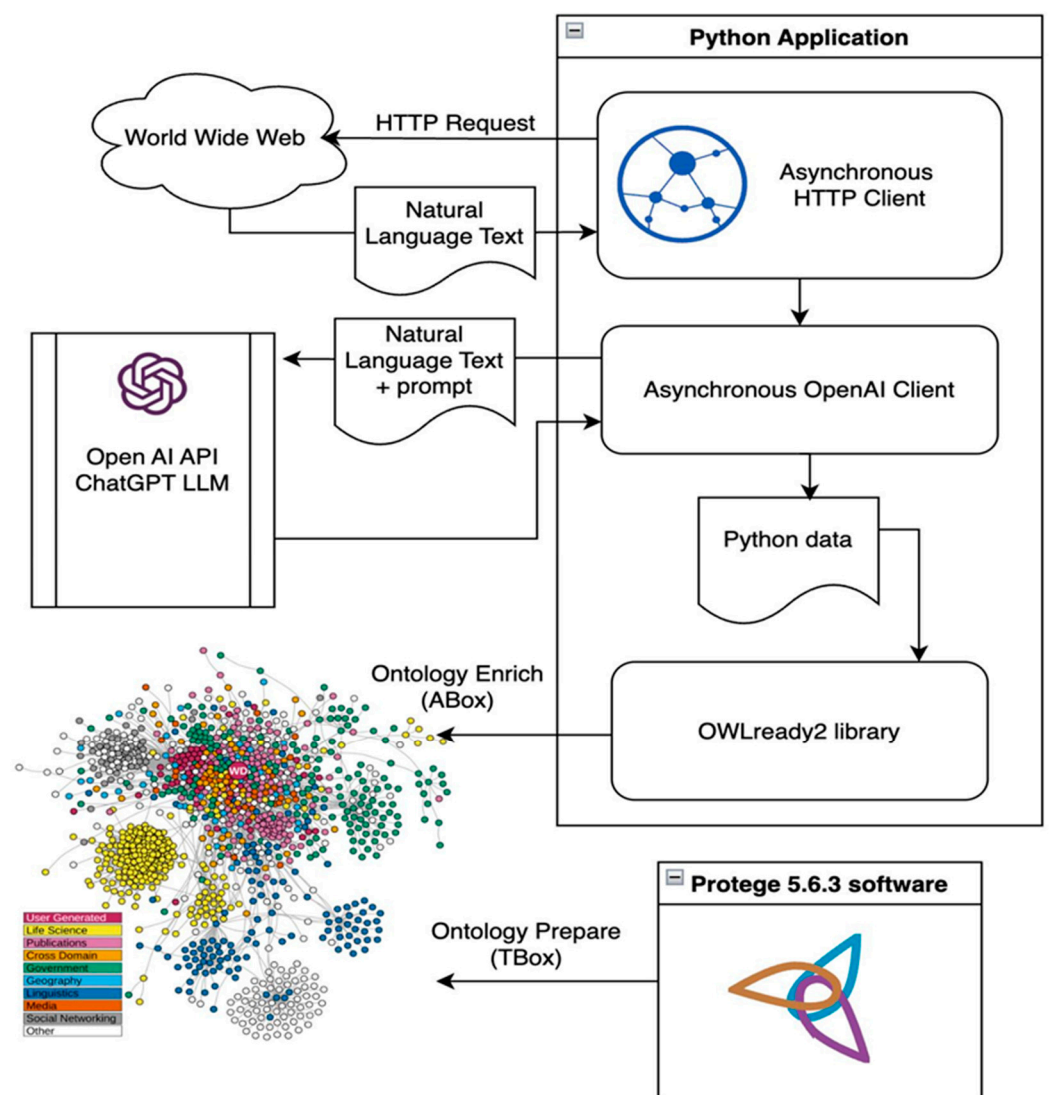 Python Application
World Wide Web
HTTP Request
Asynchronous
HTTP Client
Natural
Language Text
Natural
Language Text
+ prompt
Asynchronous OpenAI Client
Open AI API
ChatGPT LLM
Python data
Ontology Enrich
(ABox)
OWLready2 library
WD
User Generated
Life Science
Publications
Cross Domain
Government
Geography
Linguistics
Media
Social Networking
Other
Ontology Prepare
(TBox)
Protege 5.6.3 software